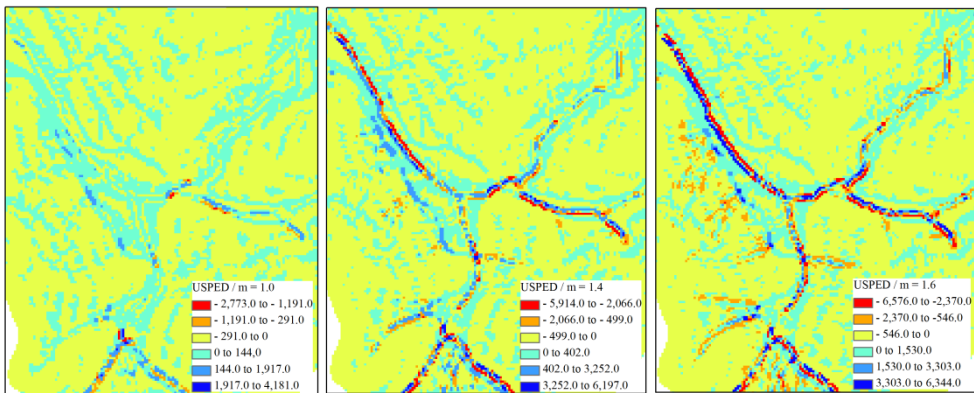 USPED / m = 1.0
- 2,773.0 to - 1,191.0
- 1,191.0 to - 291.0
- 291.0 to 0
0 to 144,0
144.0 to 1,917.0
1,917.0 to 4,181.0
USPED / m = 1.4
- 5,914.0 to - 2,066.0
- 2,066.0 to - 499.0
- 499.0 to 0
0 to 402.0
402.0 to 3,252.0
3,252.0 to 6,197.0
USPED / m = 1.6
- 6,576.0 to -2,370.0
- 2,370.0 to -546.0
- 546.0 to 0
0 to 1,530.0
1,530.0 to 3,303.0
3,303.0 to 6,344.0